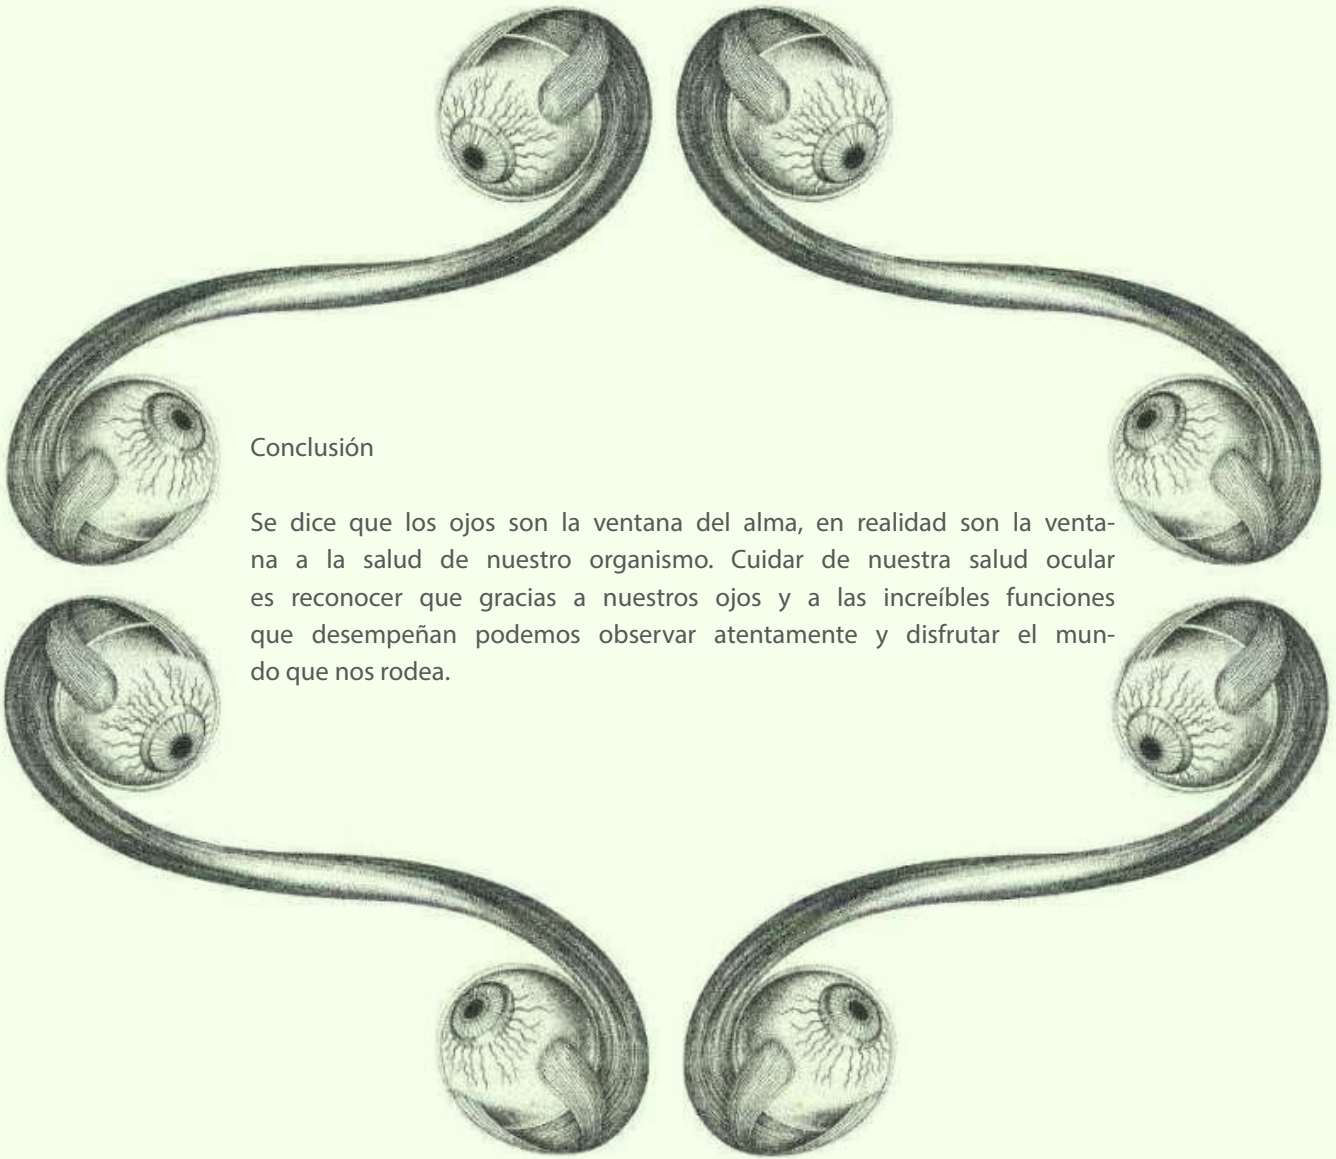 Conclusión
Se dice que los ojos son la ventana del alma, en realidad son la venta-
na a la salud de nuestro organismo. Cuidar de nuestra salud ocular
es reconocer que gracias a nuestros ojos y a las increíbles funciones
que desempeñan podemos observar atentamente y disfrutar el mun-
do que nos rodea.